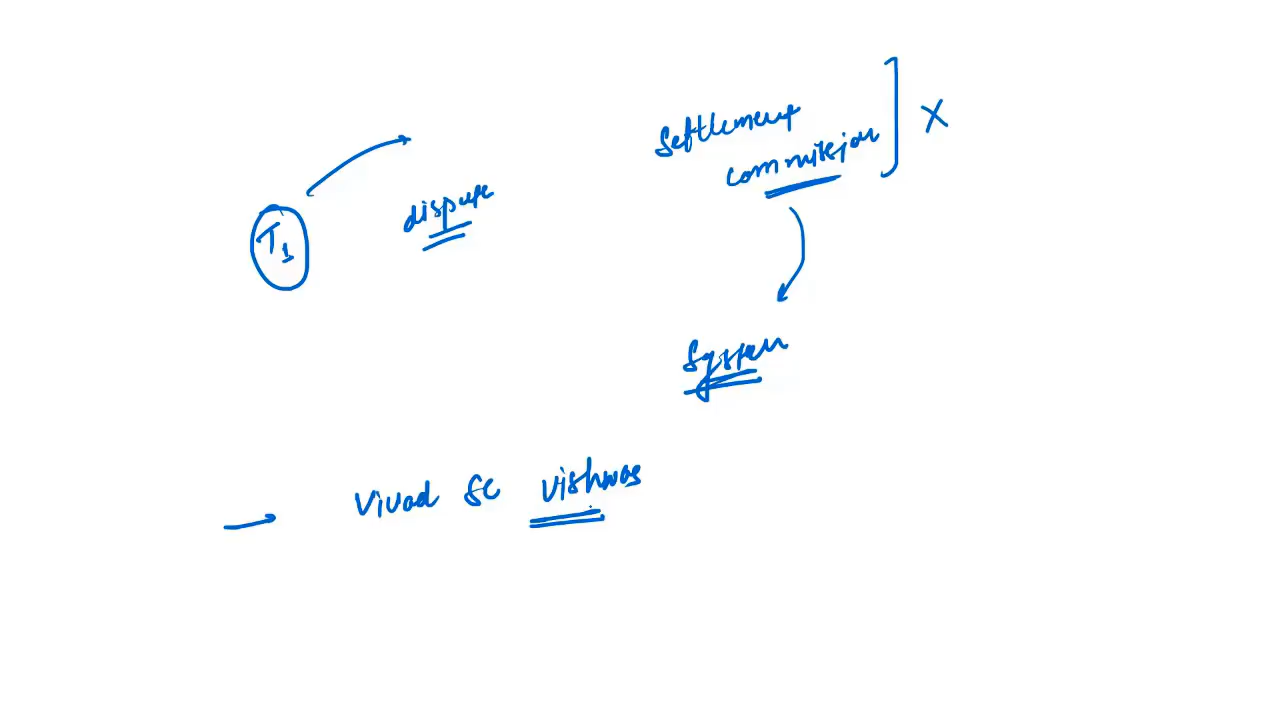 Settlement
commission ] X
dispute
T1
System
→ Vivad se Vishwas